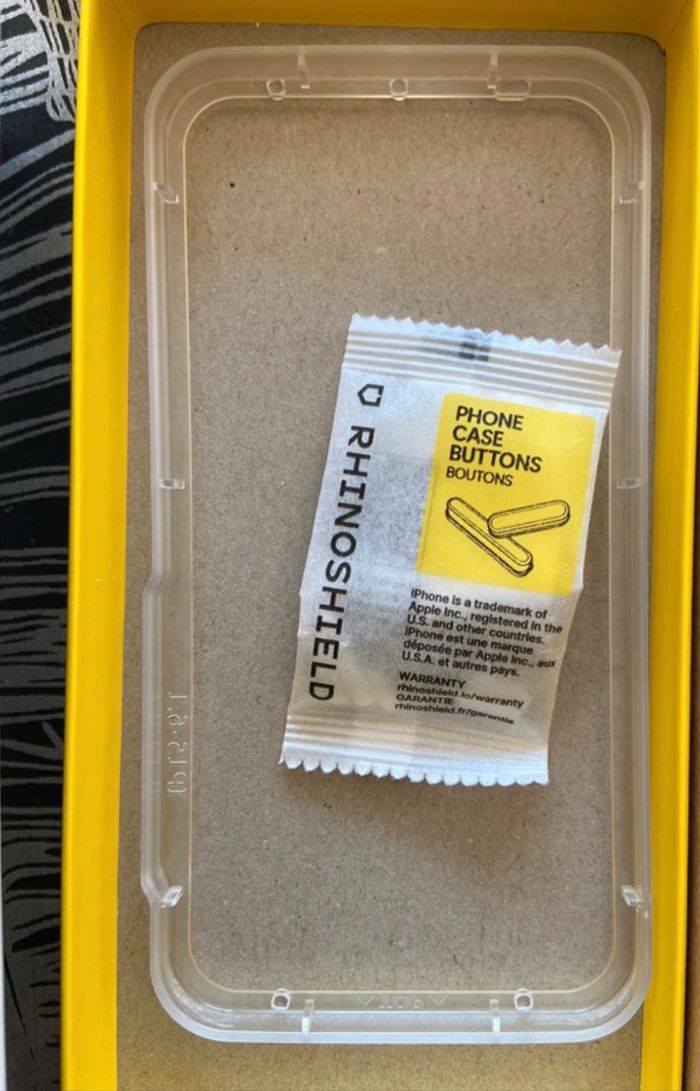 RHINOSHIELD
PHONE
CASE
BUTTONS
BOUTONS
iPhone is a trademark of
Apple Inc., registered in the
U.S. and other countries.
iPhone est une marque
déposée par Apple Inc., aux
U.S.A. et autres pays.
WARRANTY
rhinoshield.io/warranty
GARANTIE
rhinoshield.fr/garantie